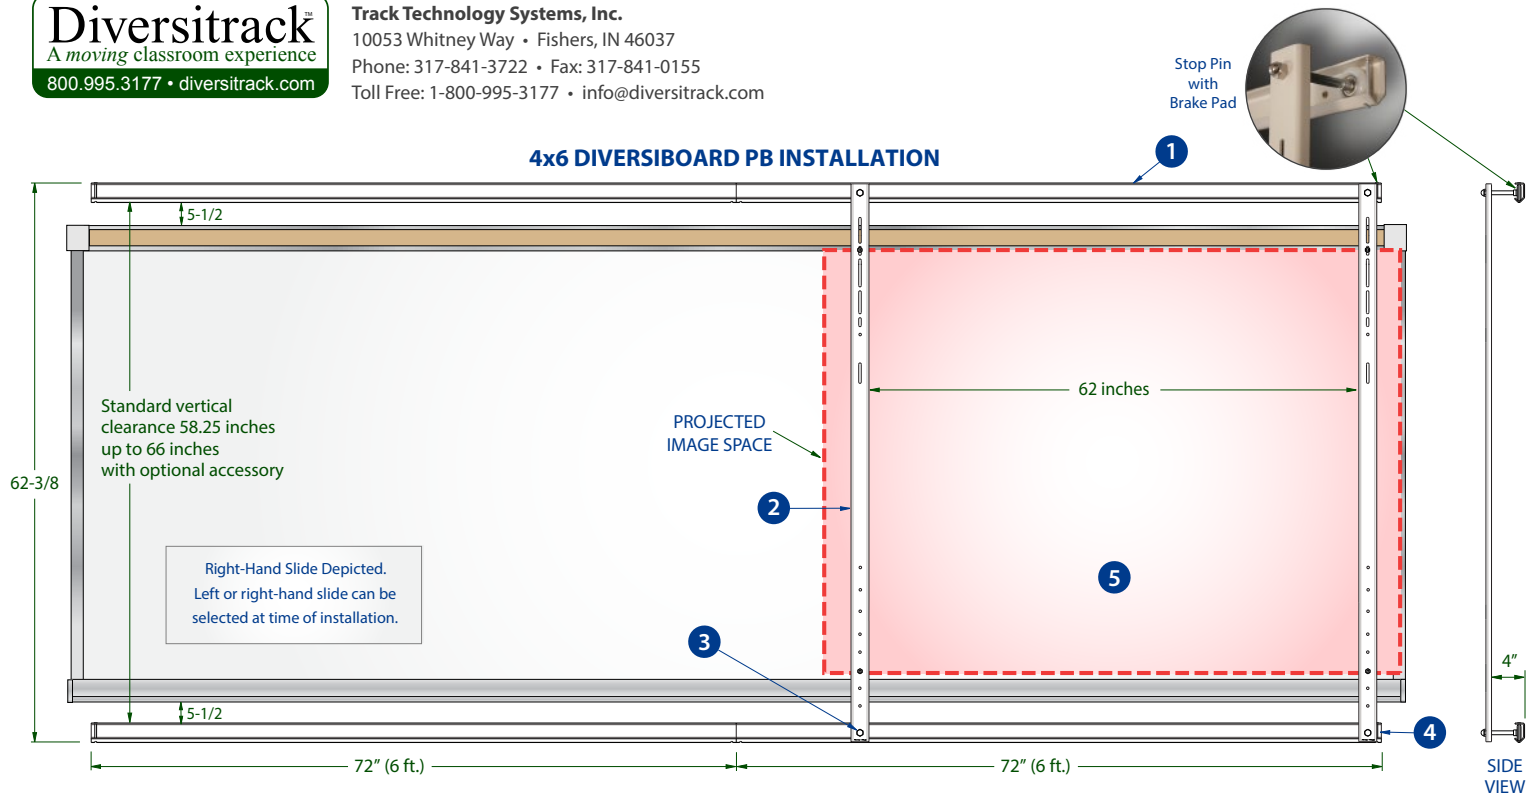 Diversitrack™
A moving classroom experience
800.995.3177 • diversitrack.com
Track Technology Systems, Inc.
10053 Whitney Way • Fishers, IN 46037
Phone: 317-841-3722 • Fax: 317-841-0155
Toll Free: 1-800-995-3177 • info@diversitrack.com
Stop Pin
with
Brake Pad
4x6 DIVERSIBOARD PB INSTALLATION
1
5-1/2
62 inches
Standard vertical
clearance 58.25 inches
up to 66 inches
with optional accessory
PROJECTED
IMAGE SPACE
62-3/8
2
Right-Hand Slide Depicted.
Left or right-hand slide can be
selected at time of installation.
5
3
4”
5-1/2
4
72” (6 ft.)
72” (6 ft.)
SIDE
VIEW